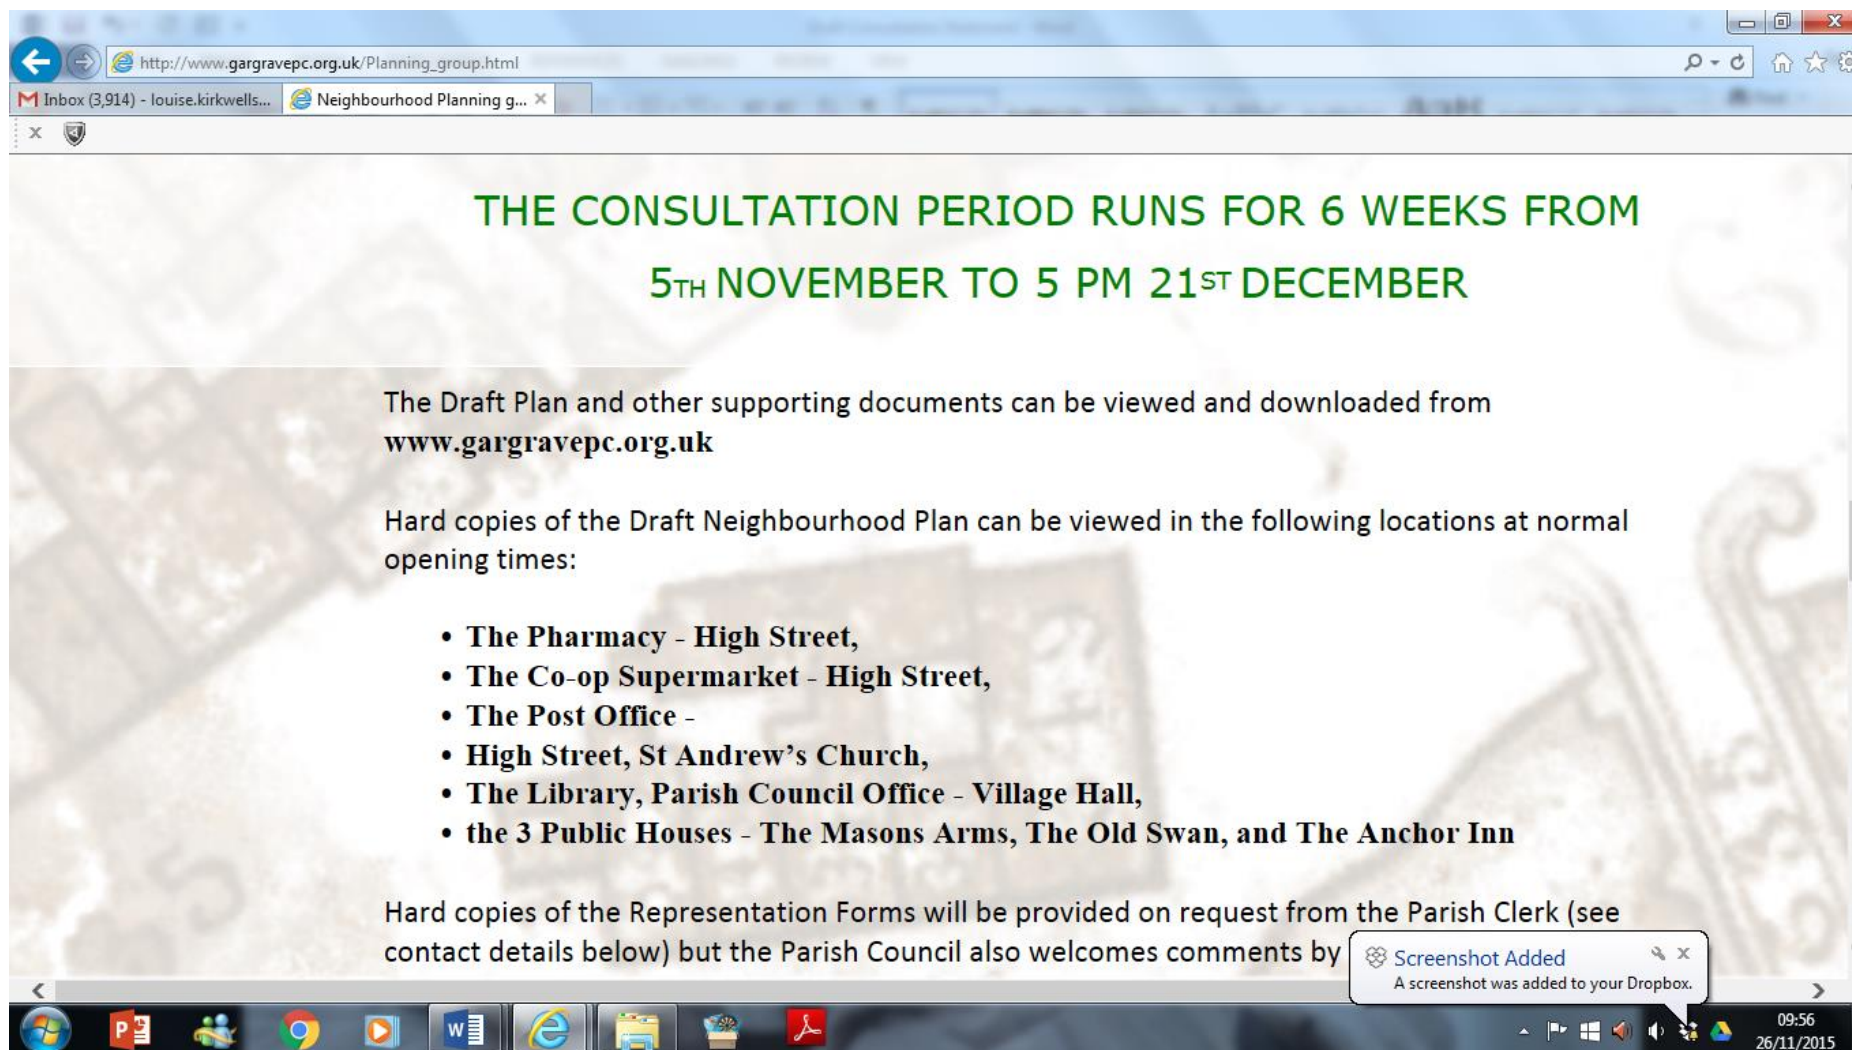 http://www.gargravepc.org.uk/Planning_group.html
Inbox (3,914) - louise.kirkwells... Neighbourhood Planning g...
THE CONSULTATION PERIOD RUNS FOR 6 WEEKS FROM
5TH NOVEMBER TO 5 PM 21ST DECEMBER
The Draft Plan and other supporting documents can be viewed and downloaded from
www.gargravepc.org.uk
Hard copies of the Draft Neighbourhood Plan can be viewed in the following locations at normal
opening times:
• The Pharmacy - High Street,
• The Co-op Supermarket - High Street,
• The Post Office -
• High Street, St Andrew’s Church,
• The Library, Parish Council Office - Village Hall,
• the 3 Public Houses - The Masons Arms, The Old Swan, and The Anchor Inn
Hard copies of the Representation Forms will be provided on request from the Parish Clerk (see
contact details below) but the Parish Council also welcomes comments by
Screenshot Added
A screenshot was added to your Dropbox.
09:56
26/11/2015